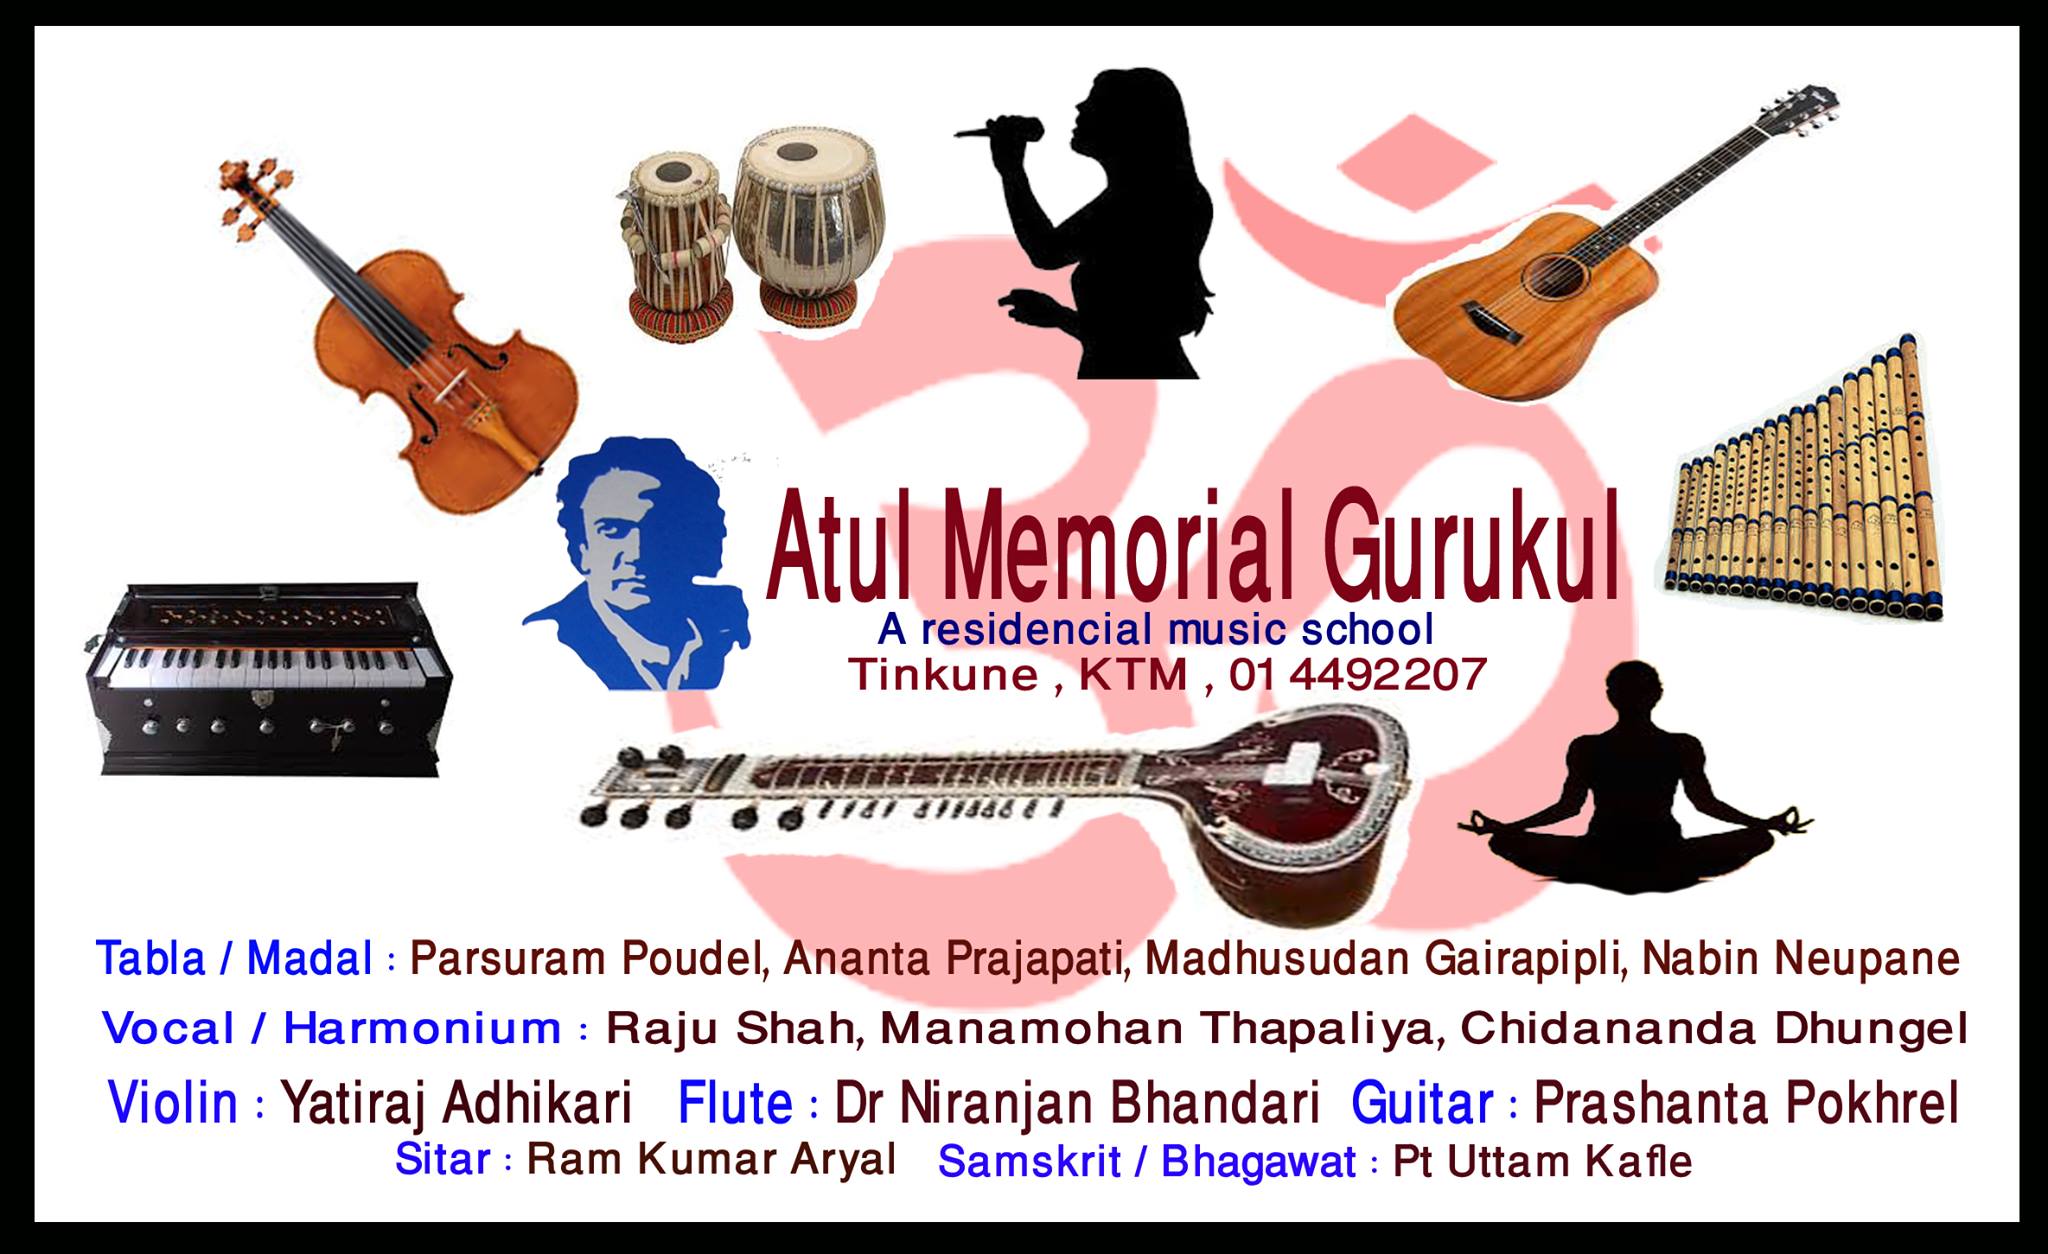 Atul Memorial Gurukul
A residencial music school
Tinkune , KTM , 01 4492207
Tabla / Madal : Parsuram Poudel, Ananta Prajapati, Madhusudan Gairapipli, Nabin Neupane
Vocal / Harmonium : Raju Shah, Manamohan Thapaliya, Chidananda Dhungel
Violin : Yatiraj Adhikari Flute : Dr Niranjan Bhandari Guitar : Prashanta Pokhrel
Sitar : Ram Kumar Aryal Samskrit / Bhagawat : Pt Uttam Kafle